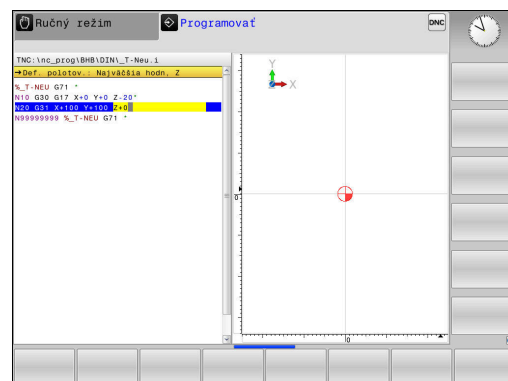 Ručný režim
Programovať
DNC
TNC:\nc_prog\BHB\DIN\_T-Neu.i
→Def. polotov.: Najväčšia hodn. Z
%_T-NEU G71 *
N10 G30 G17 X+0 Y+0 Z-20*
N20 G31 X+100 Y+100 Z+0
N99999999 %_T-NEU G71 *
Y
X
0
0